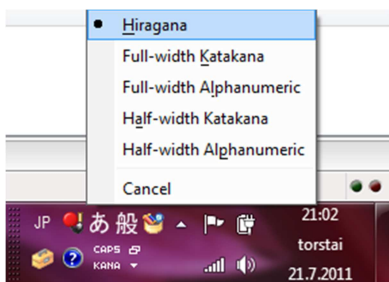 Hiragana
Full-width Katakana
Full-width Alphanumeric
Half-width Katakana
Half-width Alphanumeric
Cancel
JP あ 般 21:02
CAPS torstai
KANA 21.7.2011